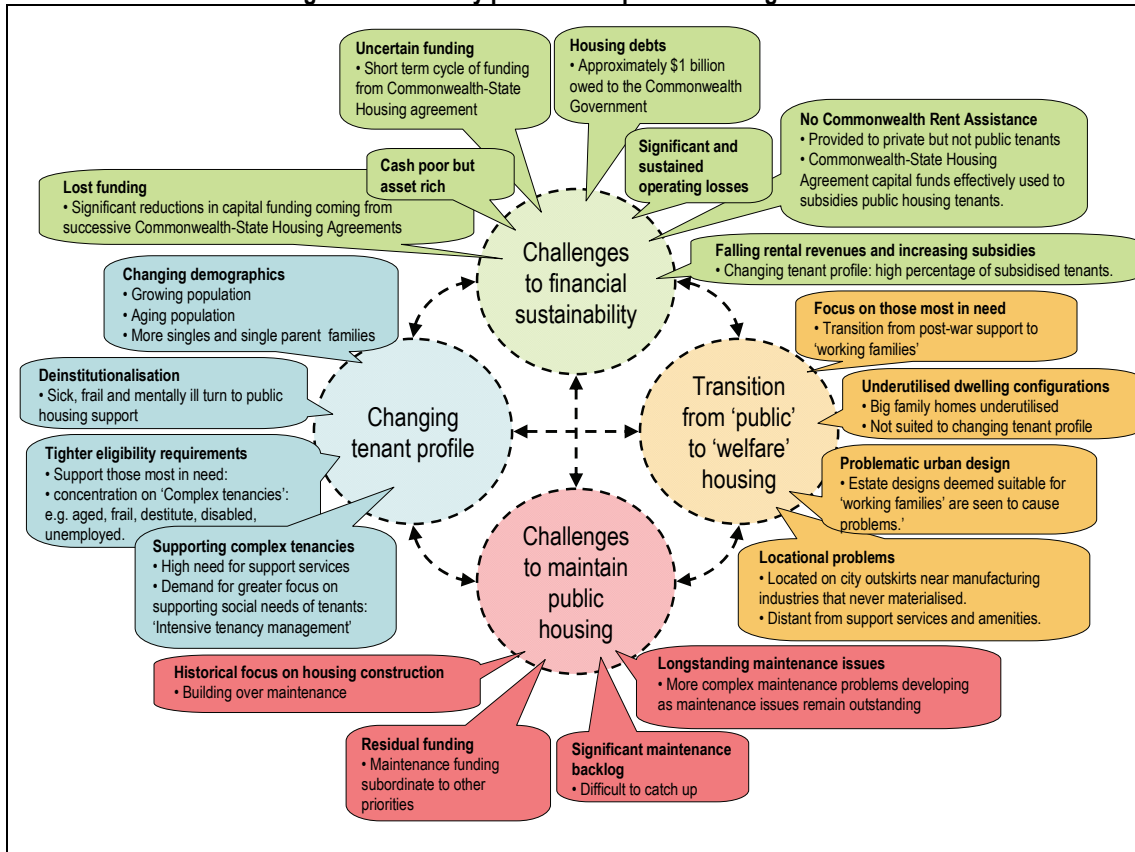 Uncertain funding
• Short term cycle of funding
from Commonwealth-State
Housing agreement
Housing debts
• Approximately $1 billion
owed to the Commonwealth
Government
No Commonwealth Rent Assistance
• Provided to private but not public tenants
• Commonwealth-State Housing
Agreement capital funds effectively used to
subsidies public housing tenants.
Cash poor but
asset rich
Significant and
sustained
operating losses
Lost funding
• Significant reductions in capital funding coming from
successive Commonwealth-State Housing Agreements
Falling rental revenues and increasing subsidies
• Changing tenant profile: high percentage of subsidised tenants.
Challenges
to financial
sustainability
Changing demographics
• Growing population
• Aging population
• More singles and single parent families
Deinstitutionalisation
• Sick, frail and mentally ill turn to public
housing support
Tighter eligibility requirements
• Support those most in need:
• concentration on ‘Complex tenancies’:
e.g. aged, frail, destitute, disabled,
unemployed.
Supporting complex tenancies
• High need for support services
• Demand for greater focus on
supporting social needs of tenants:
‘Intensive tenancy management’
Changing
tenant profile
Transition
from ‘public’
to ‘welfare’
housing
Focus on those most in need
• Transition from post-war support to
‘working families’
Underutilised dwelling configurations
• Big family homes underutilised
• Not suited to changing tenant profile
Problematic urban design
• Estate designs deemed suitable for
‘working families’ are seen to cause
problems.’
Locational problems
• Located on city outskirts near manufacturing
industries that never materialised.
• Distant from support services and amenities.
Challenges
to maintain
public
housing
Historical focus on housing construction
• Building over maintenance
Longstanding maintenance issues
• More complex maintenance problems developing
as maintenance issues remain outstanding
Residual funding
• Maintenance funding
subordinate to other
priorities
Significant maintenance
backlog
• Difficult to catch up